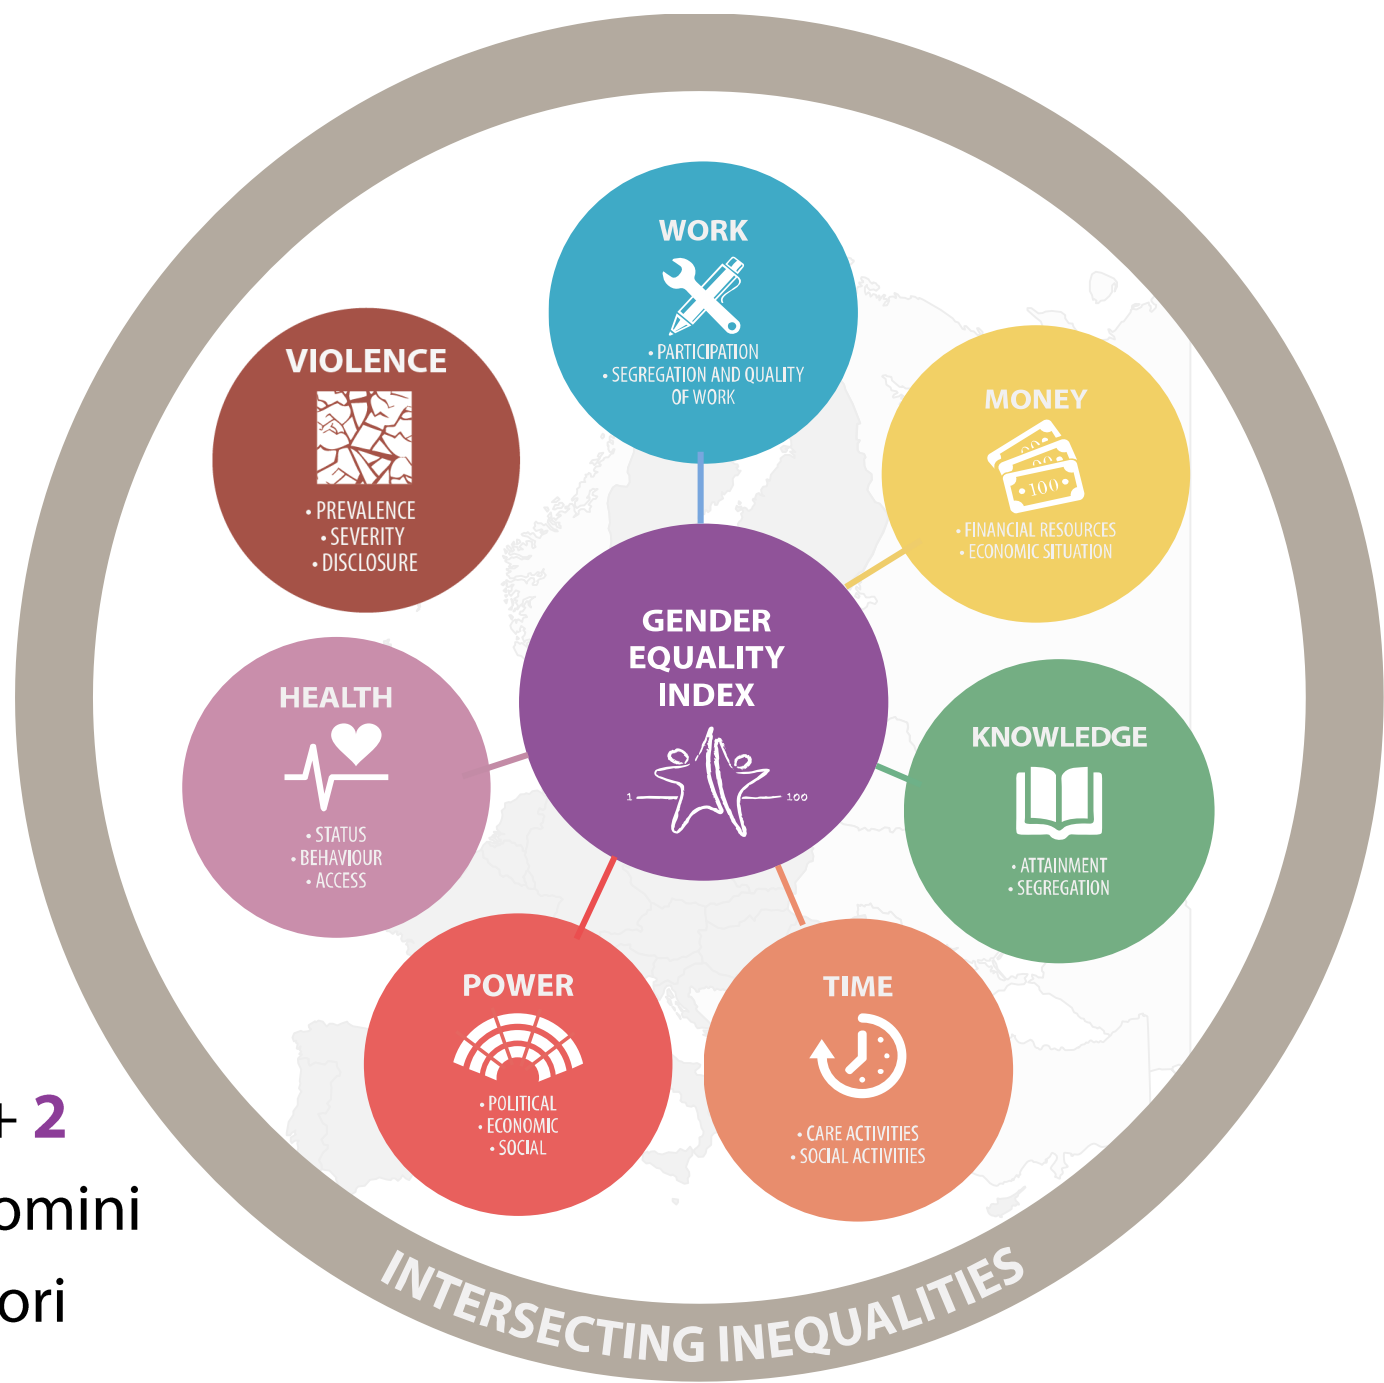 WORK
• PARTICIPATION
• SEGREGATION AND QUALITY
OF WORK
VIOLENCE
• PREVALENCE
• SEVERITY
• DISCLOSURE
MONEY
100
• FINANCIAL RESOURCES
• ECONOMIC SITUATION
GENDER
EQUALITY
INDEX
1
100
HEALTH
• STATUS
• BEHAVIOUR
• ACCESS
KNOWLEDGE
• ATTAINMENT
• SEGREGATION
POWER
• POLITICAL
• ECONOMIC
• SOCIAL
TIME
• CARE ACTIVITIES
• SOCIAL ACTIVITIES
+ 2
omini
ori
INTERSECTING INEQUALITIES